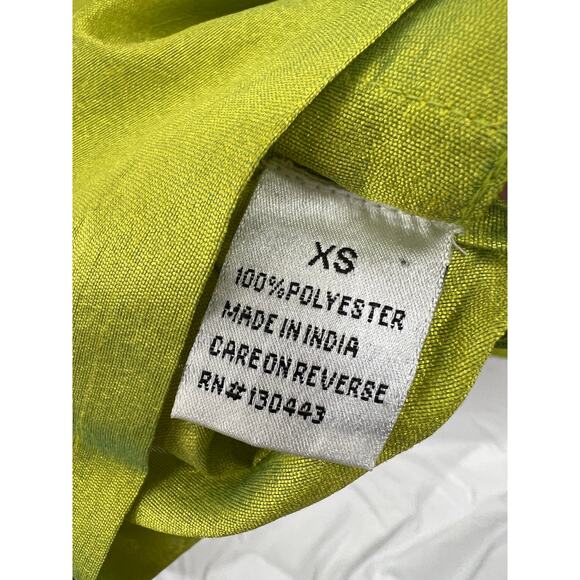 XS
100% POLYESTER
MADE IN INDIA
CARE ON REVERSE
RN# 130443